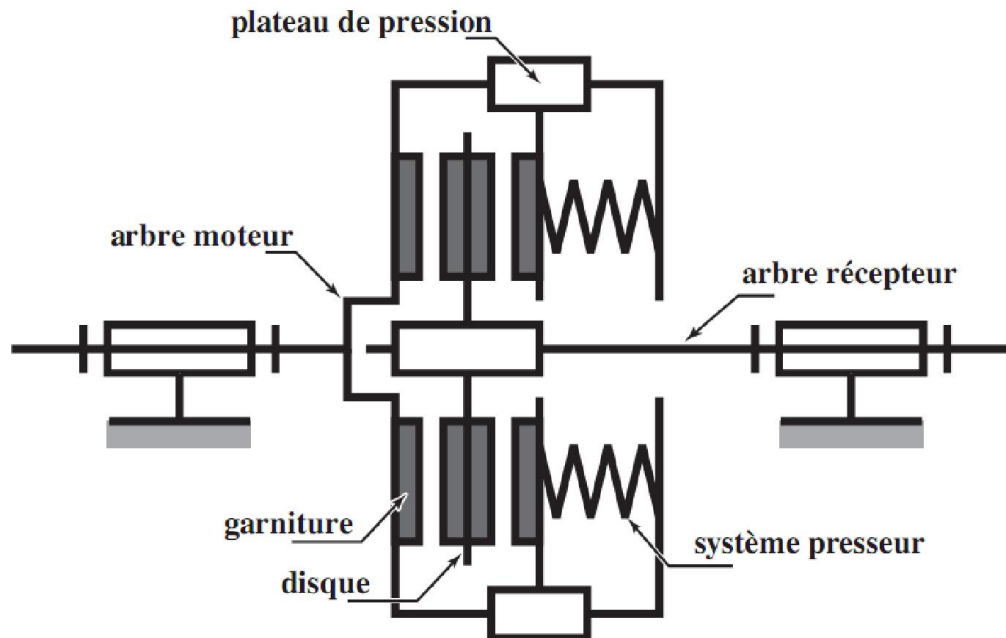 plateau de pression
arbre moteur
arbre récepteur
garniture
système presseur
disque